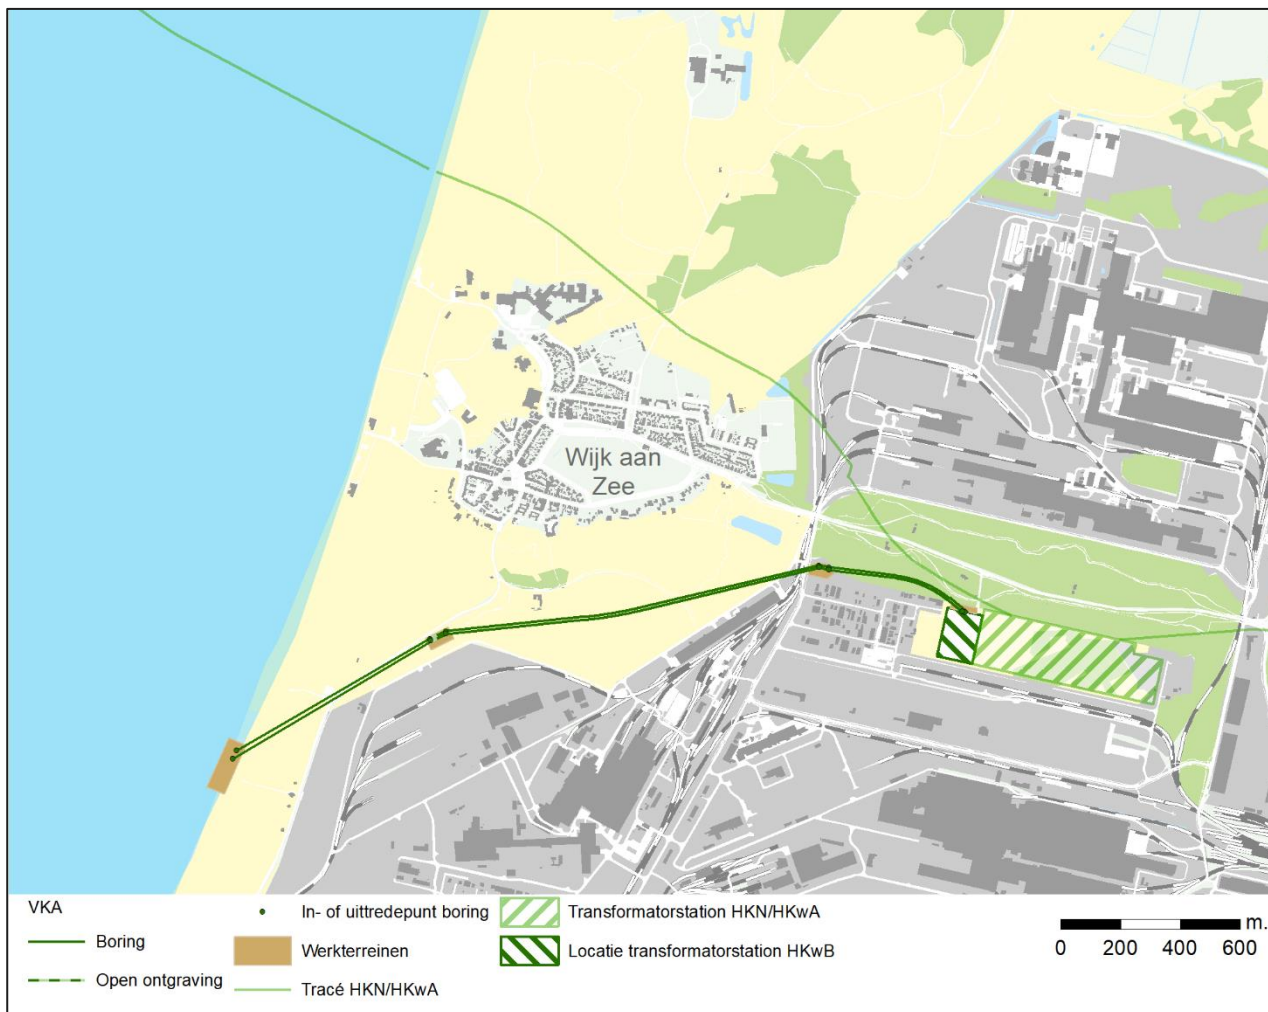 Wijk aan
Zee
VKA
Boring
Open ontgraving
In- of uittredepunt boring
Werkterreinen
Tracé HKN/HKwA
Transformatorstation HKN/HKwA
Locatie transformatorstation HKwB
m.
0 200 400 600